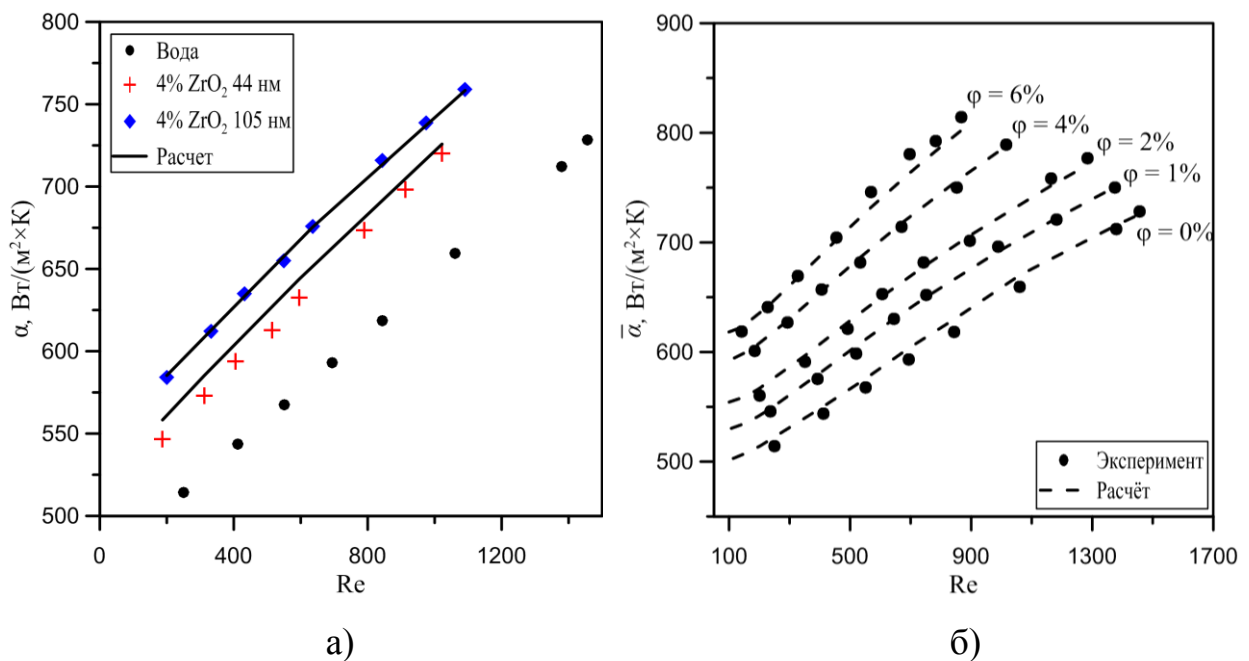 800
750
700
650
600
550
500
0
400
800
1200
α, Вт/(м²×К)
Re
Вода
4% ZrO₂ 44 нм
4% ZrO₂ 105 нм
Расчет
а)
900
800
700
600
500
100
500
900
1300
1700
α̅, Вт/(м²×К)
Re
φ = 6%
φ = 4%
φ = 2%
φ = 1%
φ = 0%
Эксперимент
Расчёт
б)